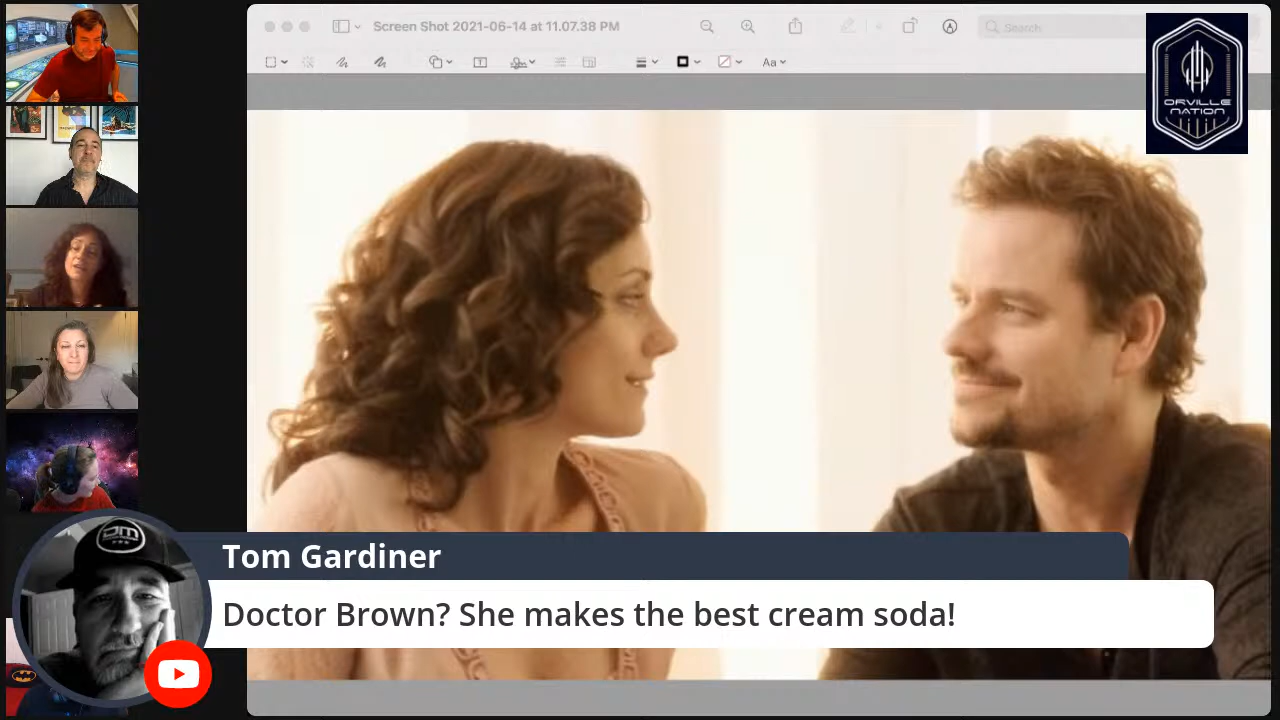 Screen Shot 2021-06-14 at 11.07.38 PM
Search
Aa
ORVILLE
NATION
DM
Tom Gardiner
Doctor Brown? She makes the best cream soda!